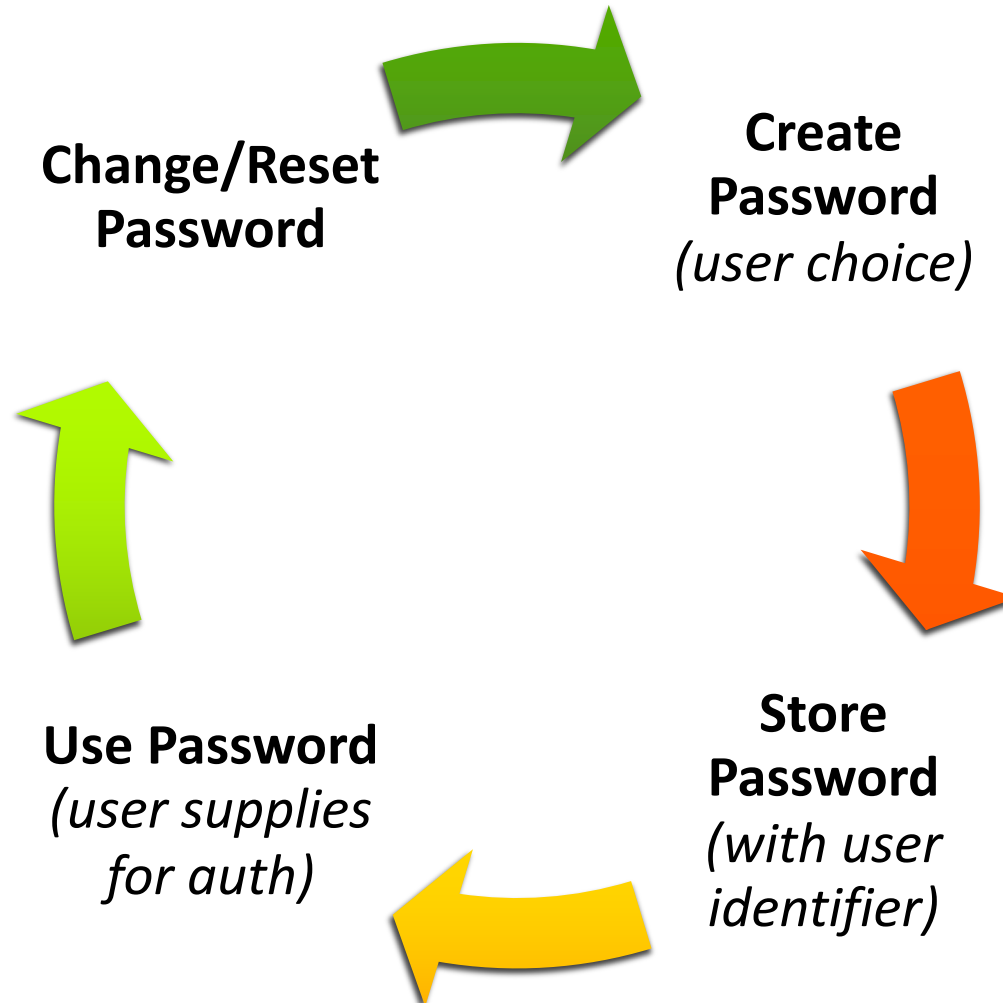 Change/Reset
Password
Create
Password
(user choice)
Store
Password
(with user
identifier)
Use Password
(user supplies
for auth)